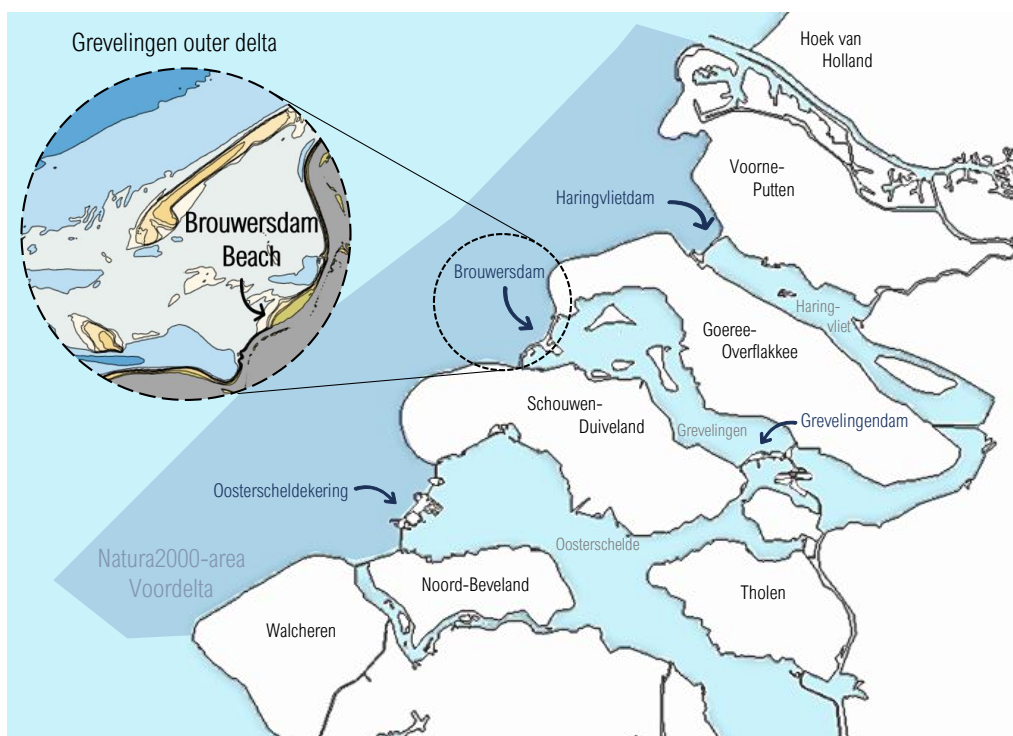 Grevelingen outer delta
Brouwersdam
Beach
Hoek van
Holland
Voorne-
Putten
Haringvlietdam
Brouwersdam
Haring-
vliet
Goeree-
Overflakkee
Schouwen-
Duiveland
Grevelingen
Grevelingendam
Oosterscheldekering
Oosterschelde
Natura2000-area
Voordelta
Noord-Beveland
Tholen
Walcheren